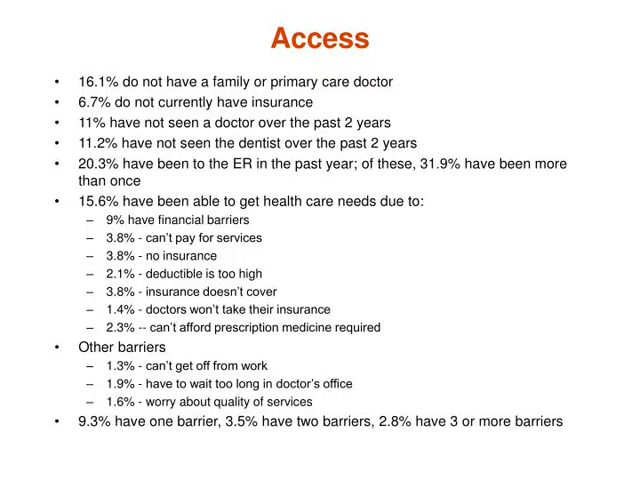 Access
• 16.1% do not have a family or primary care doctor
• 6.7% do not currently have insurance
• 11% have not seen a doctor over the past 2 years
• 11.2% have not seen the dentist over the past 2 years
• 20.3% have been to the ER in the past year; of these, 31.9% have been more
than once
• 15.6% have been able to get health care needs due to:
– 9% have financial barriers
– 3.8% - can't pay for services
– 3.8% - no insurance
– 2.1% - deductible is too high
– 3.8% - insurance doesn't cover
– 1.4% - doctors won't take their insurance
– 2.3% -- can't afford prescription medicine required
• Other barriers
– 1.3% - can't get off from work
– 1.9% - have to wait too long in doctor's office
– 1.6% - worry about quality of services
• 9.3% have one barrier, 3.5% have two barriers, 2.8% have 3 or more barriers